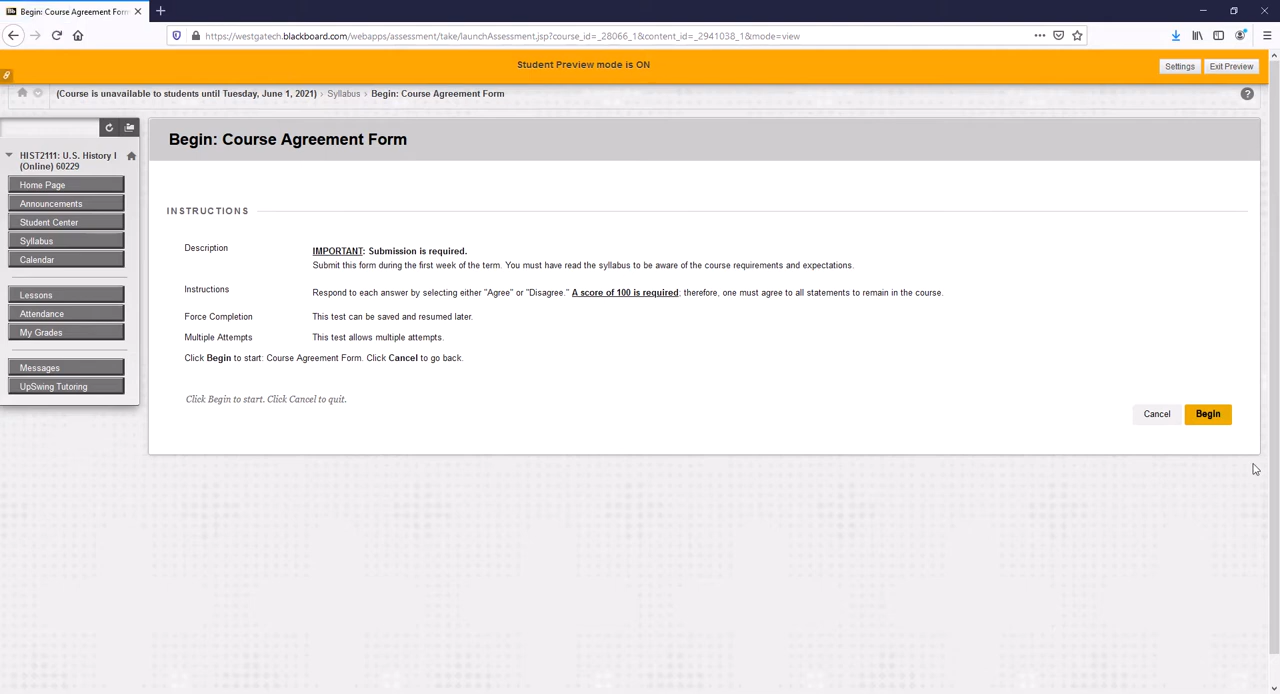 Begin: Course Agreement Form
https://westgatech.blackboard.com/webapps/assessment/take/launchAssessment.jsp?course_id=_28066_1&content_id=_2941038_1&mode=view
Student Preview mode is ON
Settings
Exit Preview
(Course is unavailable to students until Tuesday, June 1, 2021) > Syllabus > Begin: Course Agreement Form
HIST2111: U.S. History I
(Online) 60229
Home Page
Announcements
Student Center
Syllabus
Calendar
Lessons
Attendance
My Grades
Messages
UpSwing Tutoring
Begin: Course Agreement Form
INSTRUCTIONS
Description
IMPORTANT: Submission is required.
Submit this form during the first week of the term. You must have read the syllabus to be aware of the course requirements and expectations.
Instructions
Respond to each answer by selecting either "Agree" or "Disagree." A score of 100 is required; therefore, one must agree to all statements to remain in the course.
Force Completion
This test can be saved and resumed later.
Multiple Attempts
This test allows multiple attempts.
Click Begin to start: Course Agreement Form. Click Cancel to go back.
Click Begin to start. Click Cancel to quit.
Cancel
Begin